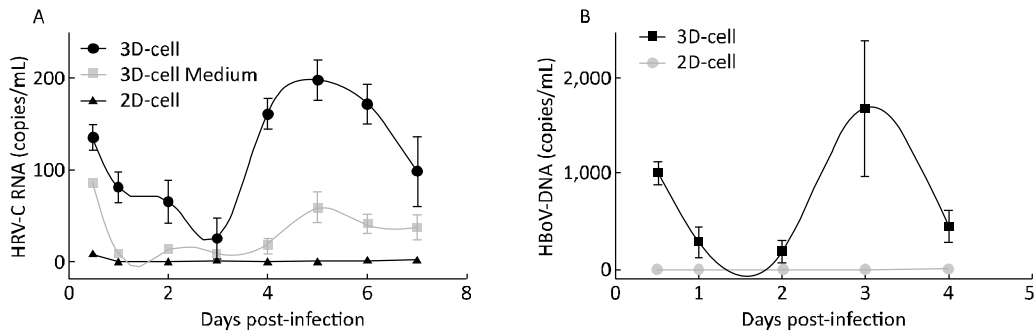 A
HRV-C RNA (copies/mL)
200
100
0
3D-cell
3D-cell Medium
2D-cell
0
2
4
6
8
Days post-infection
B
HBoV-DNA (copies/mL)
2,000
1,000
0
3D-cell
2D-cell
0
1
2
3
4
5
Days post-infection